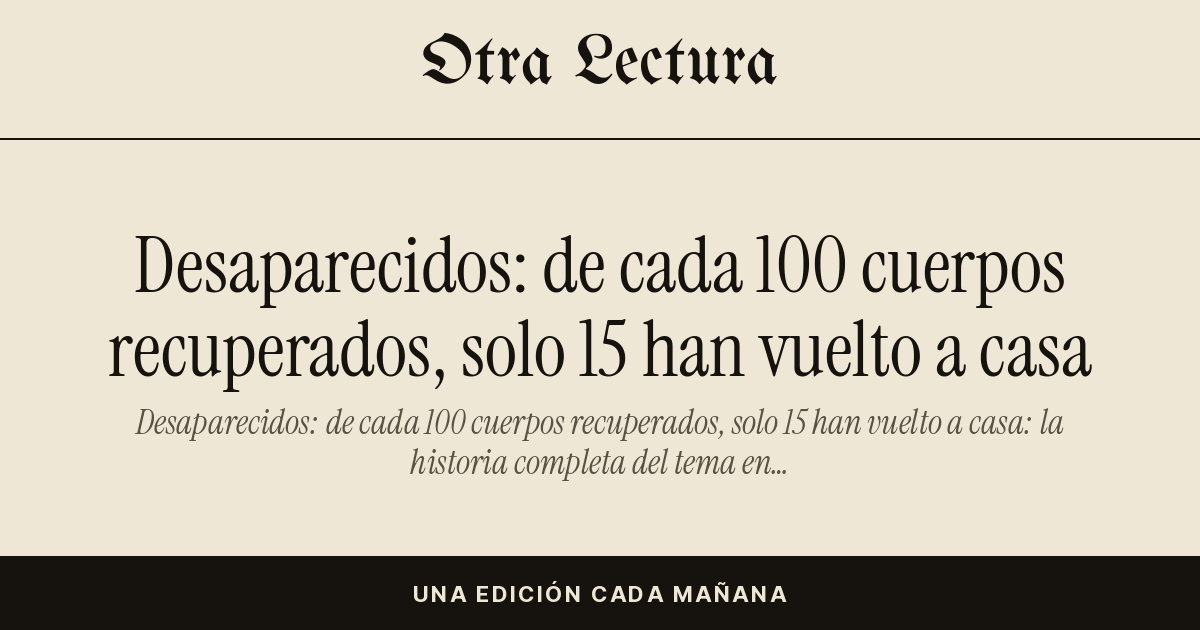 Otra Lectura
Desaparecidos: de cada 100 cuerpos
recuperados, solo 15 han vuelto a casa
Desaparecidos: de cada 100 cuerpos recuperados, solo 15 han vuelto a casa: la
historia completa del tema en...
UNA EDICIÓN CADA MAÑANA